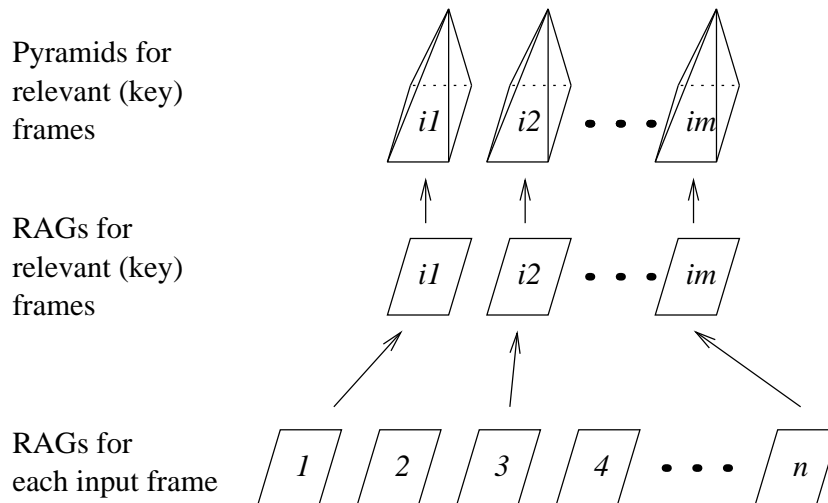 Pyramids for
relevant (key)
frames
i1 i2 im
RAGs for
relevant (key)
frames
i1 i2 im
RAGs for
each input frame
1 2 3 4 n